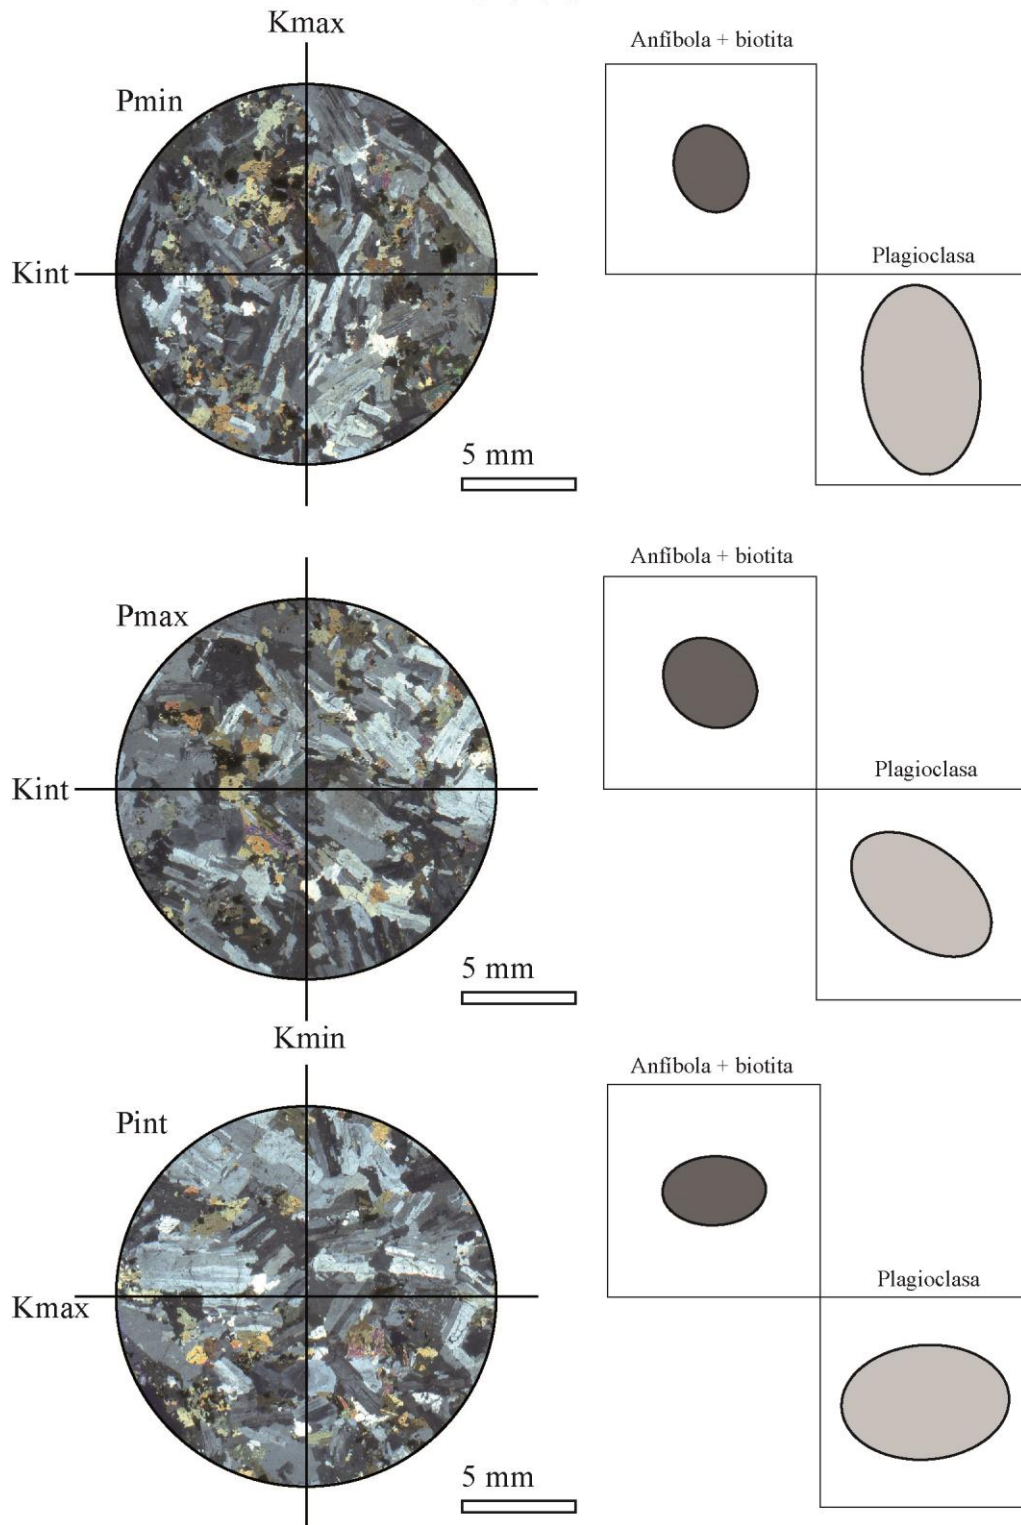 Kmax
Anfíbola + biotita
Pmin
Kint
Plagioclasa
5 mm
Anfíbola + biotita
Pmax
Kint
Plagioclasa
5 mm
Kmin
Anfíbola + biotita
Pint
Kmax
Plagioclasa
5 mm